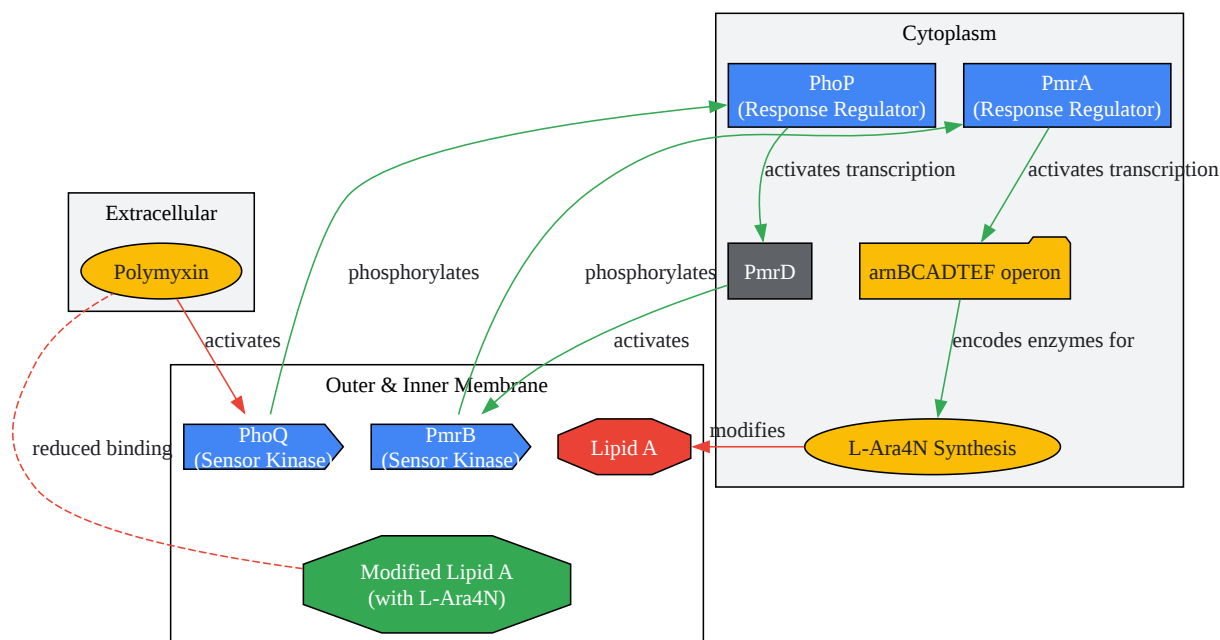 Cytoplasm
PhoP
(Response Regulator)
PmrA
(Response Regulator)
activates transcription
activates transcription
Extracellular
Polymyxin
phosphorylates
phosphorylates
PmrD
arnBCADTEF operon
activates
activates
encodes enzymes for
Outer & Inner Membrane
reduced binding
PhoQ
(Sensor Kinase)
PmrB
(Sensor Kinase)
Lipid A
modifies
L-Ara4N Synthesis
Modified Lipid A
(with L-Ara4N)